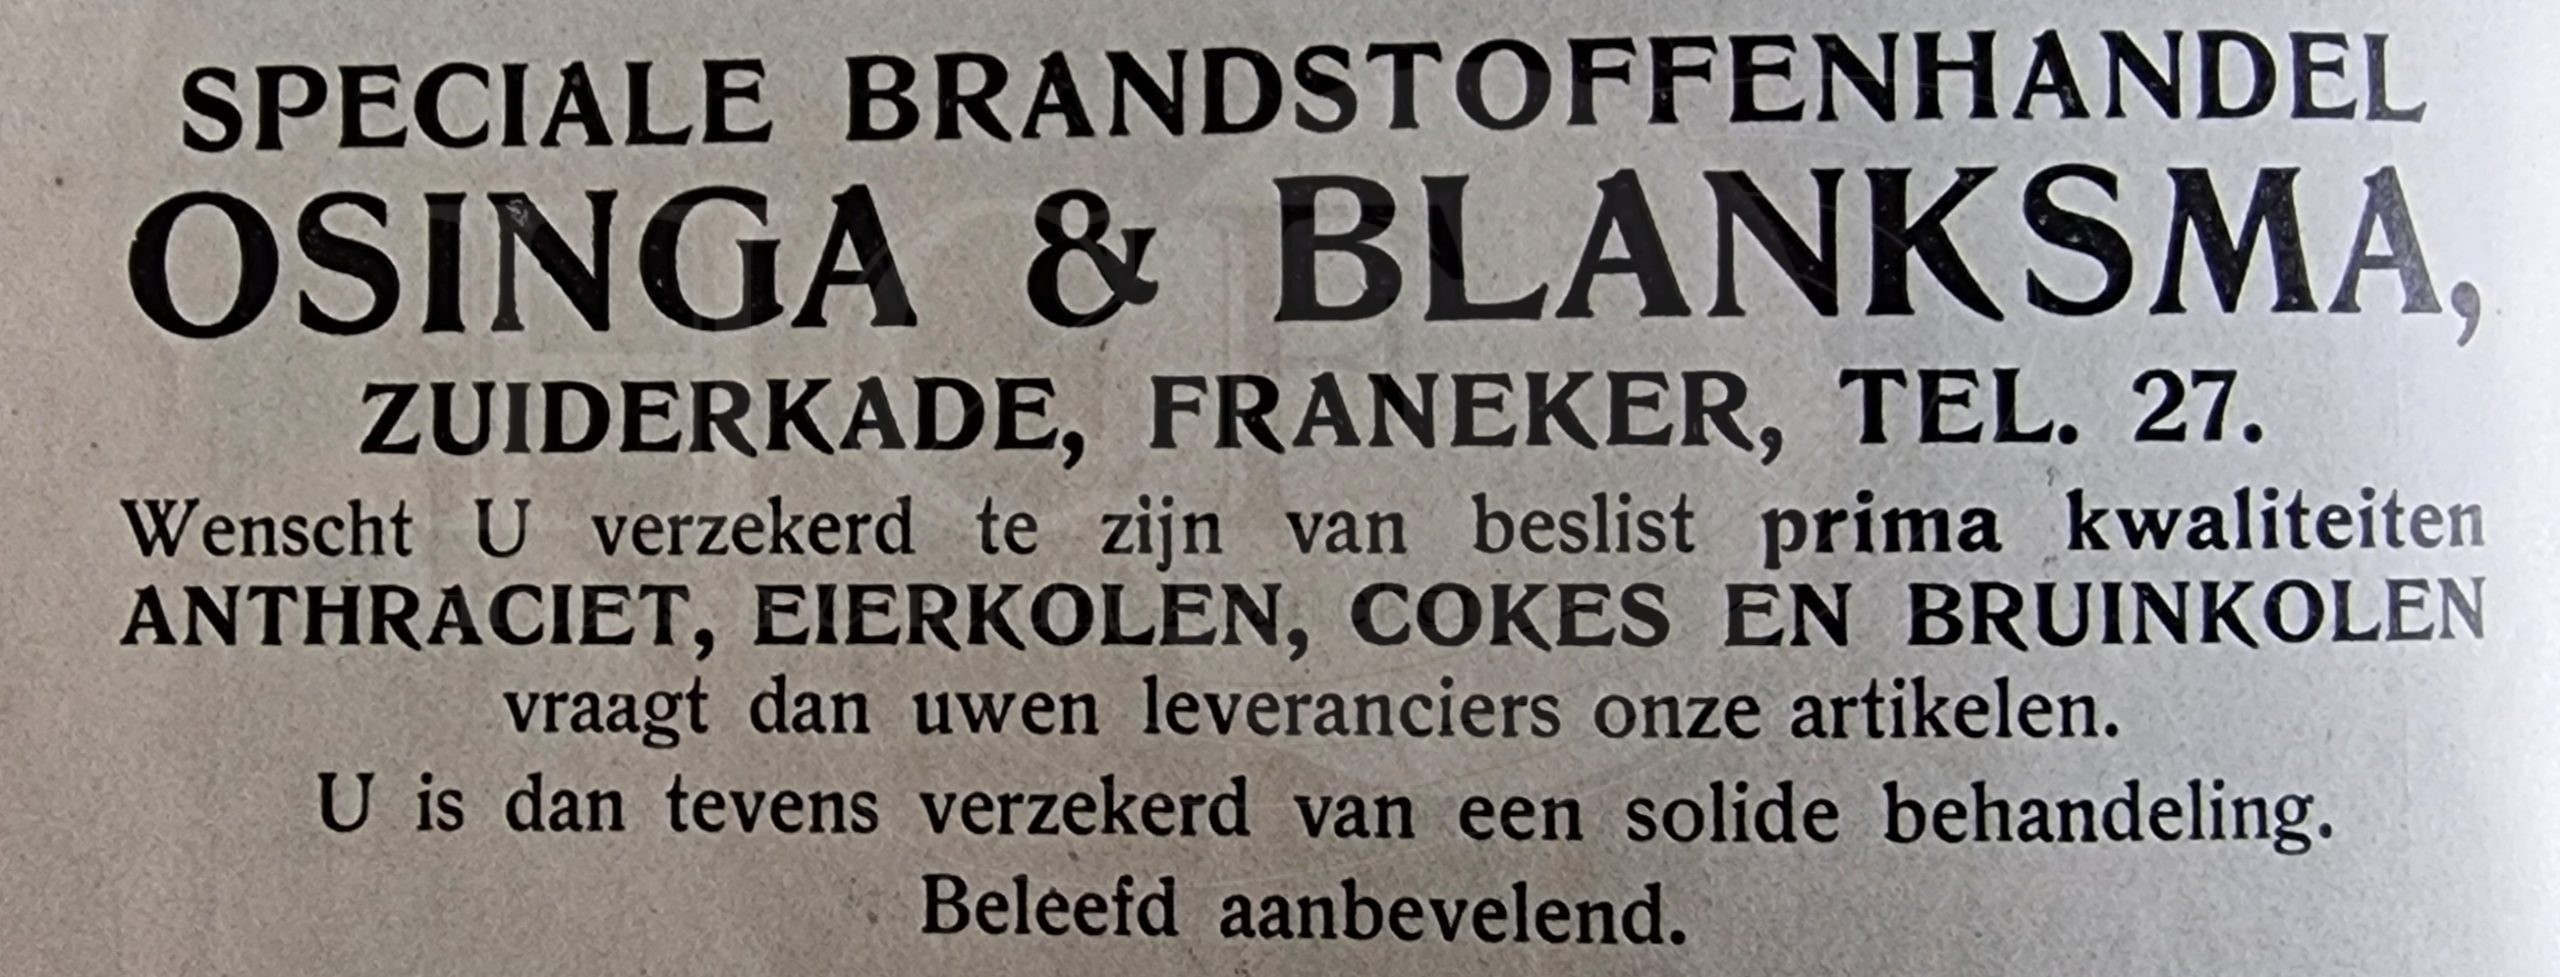 SPECIALE BRANDSTOFFENHANDEL
OSINGA & BLANKSMA,
ZUIDERKADE, FRANEKER, TEL. 27.
Wenscht U verzekerd te zijn van beslist prima kwaliteiten
ANTHRACIET, EIERKOLEN, COKES EN BRUINKOLEN
vraagt dan uwen leveranciers onze artikelen.
U is dan tevens verzekerd van een solide behandeling.
Beleefd aanbevelend.